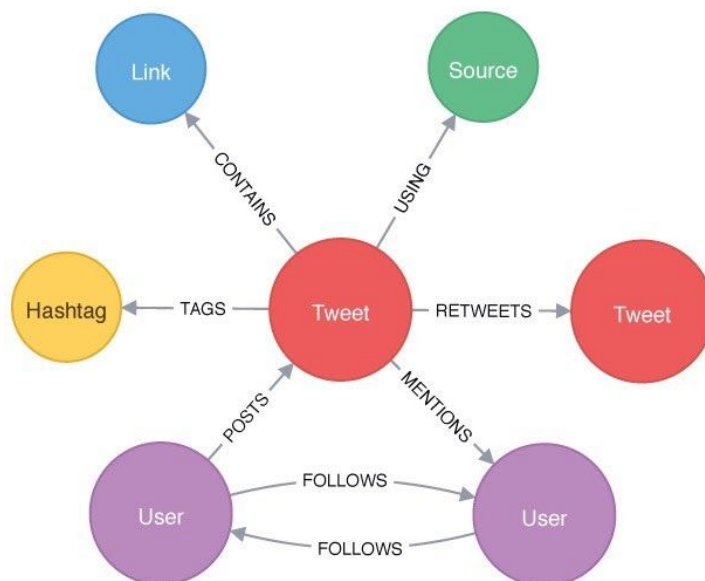 Link
Source
CONTAINS
USING
Hashtag
TAGS
Tweet
RETWEETS
Tweet
POSTS
MENTIONS
FOLLOWS
User
User
FOLLOWS